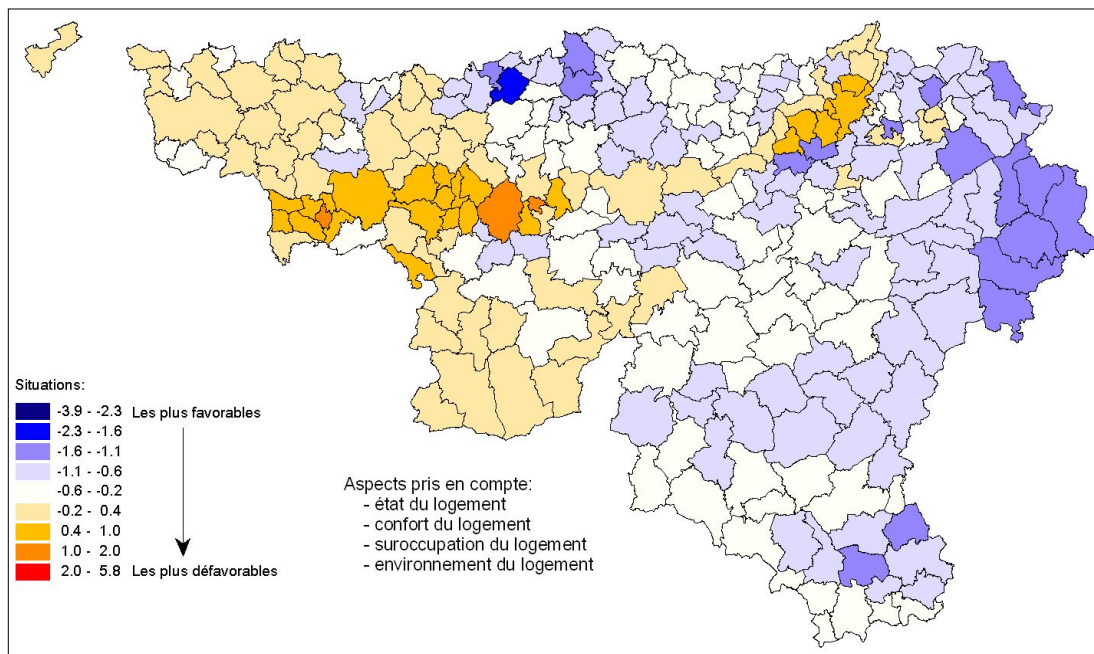 Situations:
-3.9 - -2.3 Les plus favorables
-2.3 - -1.6
-1.6 - -1.1
-1.1 - -0.6
-0.6 - -0.2
-0.2 - 0.4
0.4 - 1.0
1.0 - 2.0
2.0 - 5.8 Les plus défavorables
Aspects pris en compte:
- état du logement
- confort du logement
- suroccupation du logement
- environnement du logement